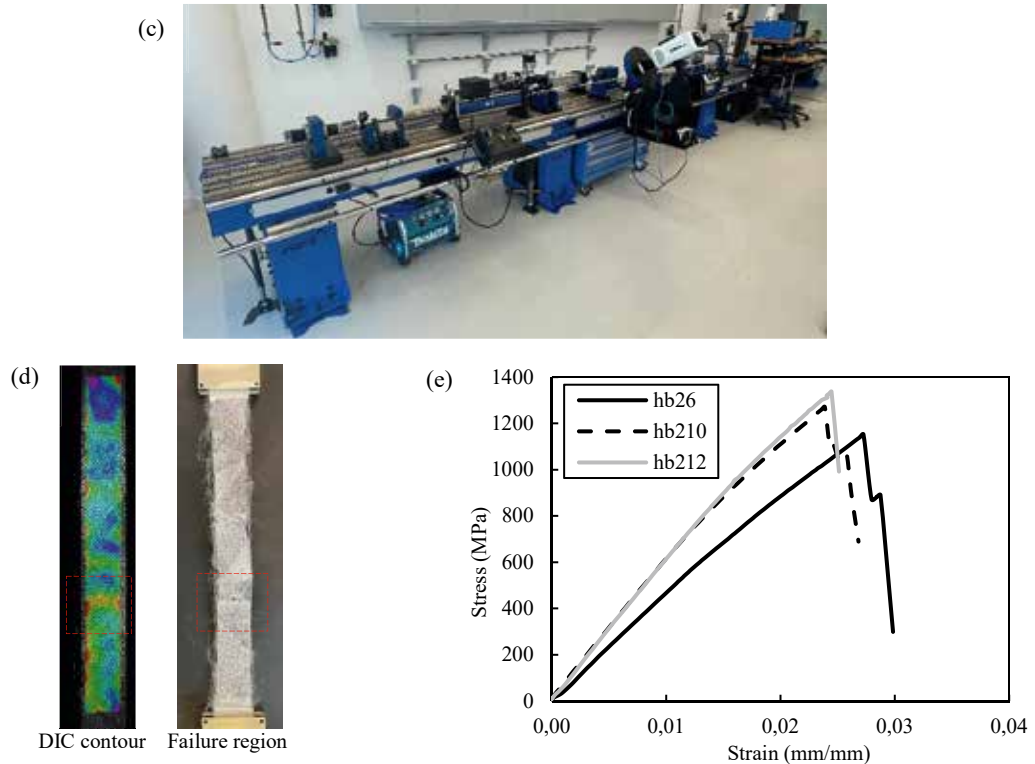 (c)
makita
(d)
DIC contour
Failure region
(e)
Stress (MPa)
1400
1200
1000
800
600
400
200
0
hb26
hb210
hb212
0,00
0,01
0,02
0,03
0,04
Strain (mm/mm)